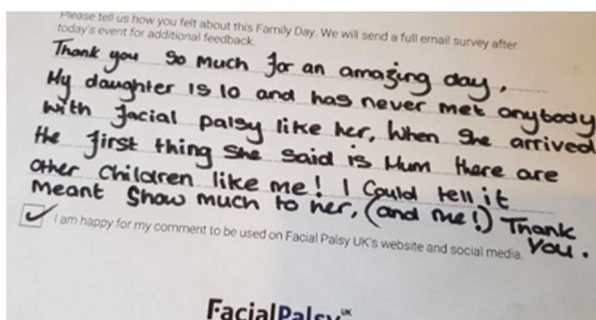 Please tell us how you felt about this Family Day. We will send a full email survey after
today's event for additional feedback.
Thank you so much for an amazing day,
My daughter is 10 and has never met anybody
with facial palsy like her, When she arrived
the first thing she said is Mum there are
other children like me! I Could tell it
meant Show much to her, (and me!) Thank
You.
✓ I am happy for my comment to be used on Facial Palsy UK's website and social media.
FacialPalsy UK